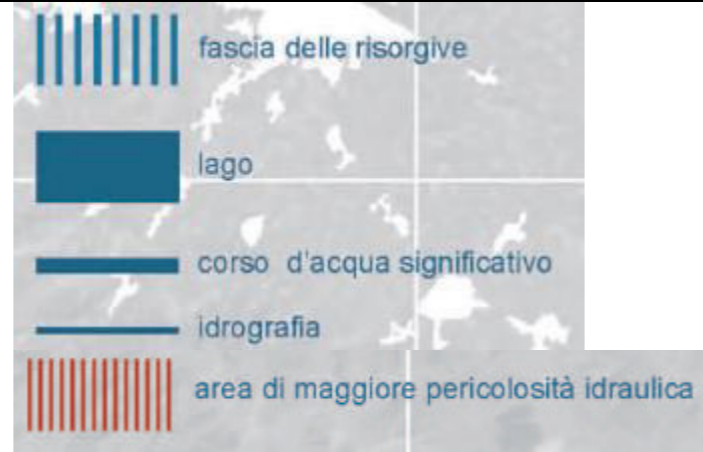 fascia delle risorgive
lago
corso d'acqua significativo
idrografia
area di maggiore pericolosità idraulica